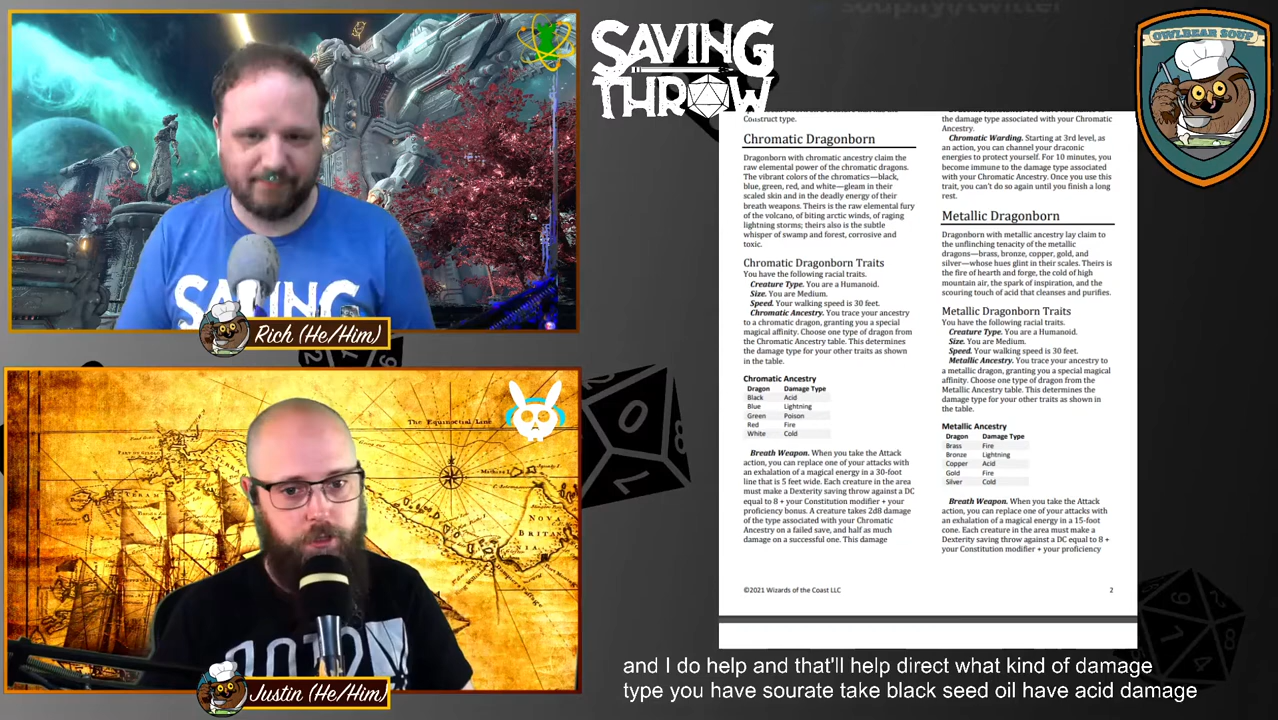 SAVING
THROW
OWLBEAR SOUP
SAVING
Rich (He/Him)
The Equinoctial Line
Justin (He/Him)
Construct type.
Chromatic Dragonborn
Dragonborn with chromatic ancestry claim the
raw elemental power of the chromatic dragons.
The vibrant colors of the chromatics—black,
blue, green, red, and white—gleam in their
scaled skin and in the deadly energy of their
breath weapons. Theirs is the raw elemental fury
of the volcano, of biting arctic winds, of raging
lightning storms; theirs also is the subtle
whisper of swamp and forest, corrosive and
toxic.
Chromatic Dragonborn Traits
You have the following racial traits.
Creature Type. You are a Humanoid.
Size. You are Medium.
Speed. Your walking speed is 30 feet.
Chromatic Ancestry. You trace your ancestry
to a chromatic dragon, granting you a special
magical affinity. Choose one type of dragon from
the Chromatic Ancestry table. This determines
the damage type for your other traits as shown
in the table.
Chromatic Ancestry
Dragon Damage Type
Black Acid
Blue Lightning
Green Poison
Red Fire
White Cold
Breath Weapon. When you take the Attack
action, you can replace one of your attacks with
an exhalation of a magical energy in a 30-foot
line that is 5 feet wide. Each creature in the area
must make a Dexterity saving throw against a DC
equal to 8 + your Constitution modifier + your
proficiency bonus. A creature takes 2d8 damage
of the type associated with your Chromatic
Ancestry on a failed save, and half as much
damage on a successful one. This damage
the damage type associated with your Chromatic
Ancestry.
Chromatic Warding. Starting at 3rd level, as
an action, you can channel your draconic
energies to protect yourself. For 10 minutes, you
become immune to the damage type associated
with your Chromatic Ancestry. Once you use this
trait, you can't do so again until you finish a long
rest.
Metallic Dragonborn
Dragonborn with metallic ancestry lay claim to
the unflinching tenacity of the metallic
dragons—brass, bronze, copper, gold, and
silver—whose hues glint in their scales. Theirs is
the fire of hearth and forge, the cold of high
mountain air, the spark of inspiration, and the
scouring touch of acid that cleanses and purifies.
Metallic Dragonborn Traits
You have the following racial traits.
Creature Type. You are a Humanoid.
Size. You are Medium.
Speed. Your walking speed is 30 feet.
Metallic Ancestry. You trace your ancestry to
a metallic dragon, granting you a special magical
affinity. Choose one type of dragon from the
Metallic Ancestry table. This determines the
damage type for your other traits as shown in
the table.
Metallic Ancestry
Dragon Damage Type
Brass Fire
Bronze Lightning
Copper Acid
Gold Fire
Silver Cold
Breath Weapon. When you take the Attack
action, you can replace one of your attacks with
an exhalation of a magical energy in a 15-foot
cone. Each creature in the area must make a
Dexterity saving throw against a DC equal to 8 +
your Constitution modifier + your proficiency
©2021 Wizards of the Coast LLC 2
and I do help and that'll help direct what kind of damage
type you have sourate take black seed oil have acid damage